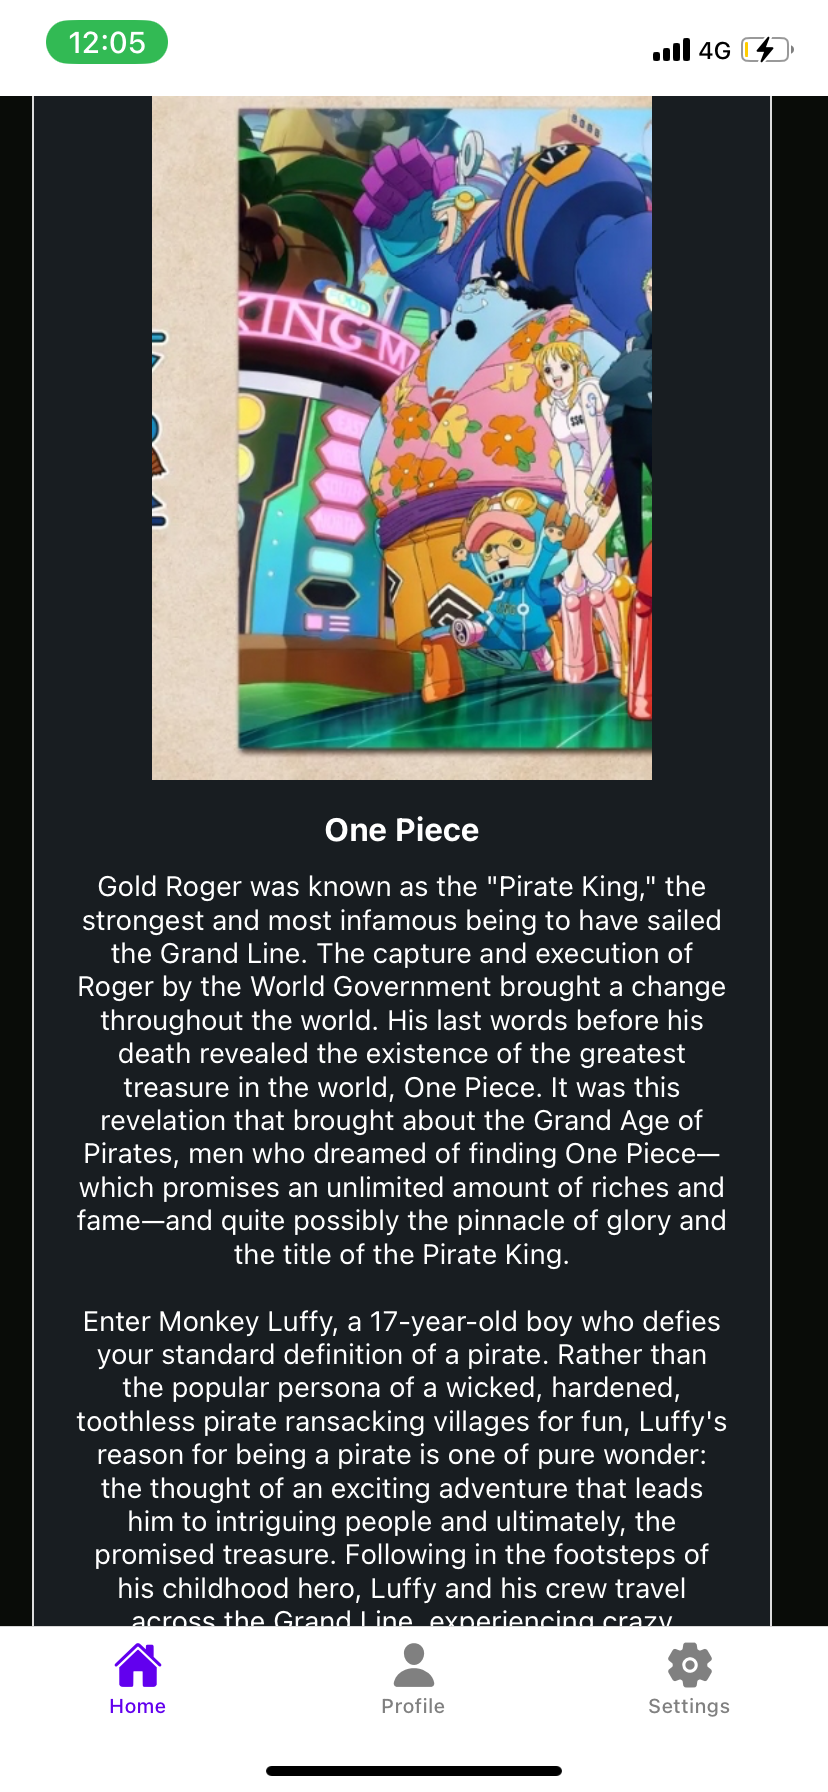 12:05
4G
VP
FOOD
KING M
One Piece
Gold Roger was known as the "Pirate King," the
strongest and most infamous being to have sailed
the Grand Line. The capture and execution of
Roger by the World Government brought a change
throughout the world. His last words before his
death revealed the existence of the greatest
treasure in the world, One Piece. It was this
revelation that brought about the Grand Age of
Pirates, men who dreamed of finding One Piece—
which promises an unlimited amount of riches and
fame—and quite possibly the pinnacle of glory and
the title of the Pirate King.
Enter Monkey Luffy, a 17-year-old boy who defies
your standard definition of a pirate. Rather than
the popular persona of a wicked, hardened,
toothless pirate ransacking villages for fun, Luffy's
reason for being a pirate is one of pure wonder:
the thought of an exciting adventure that leads
him to intriguing people and ultimately, the
promised treasure. Following in the footsteps of
his childhood hero, Luffy and his crew travel
across the Grand Line, experiencing crazy
Home
Profile
Settings